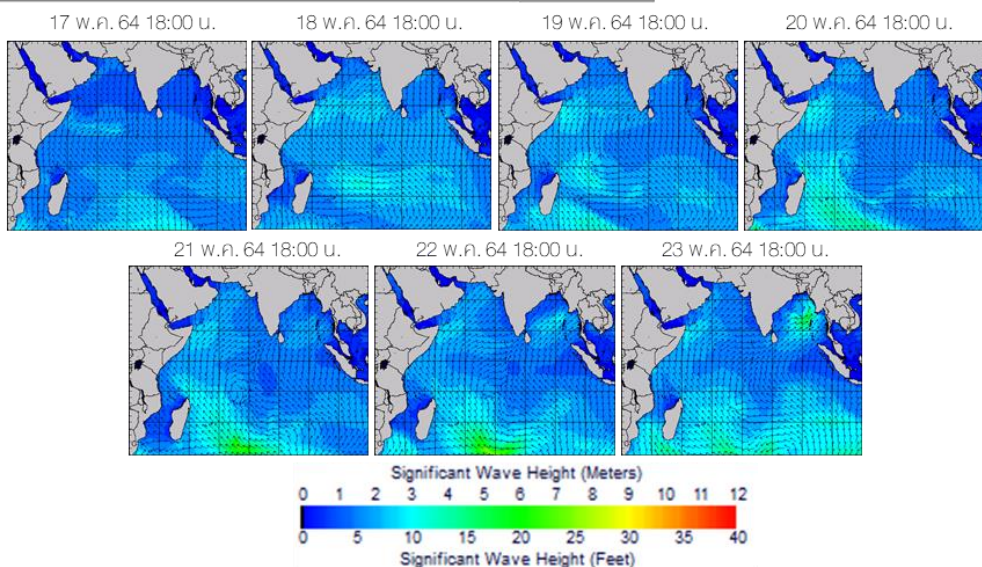 17 พ.ค. 64 18:00 น.
18 พ.ค. 64 18:00 น.
19 พ.ค. 64 18:00 น.
20 พ.ค. 64 18:00 น.
21 พ.ค. 64 18:00 น.
22 พ.ค. 64 18:00 น.
23 พ.ค. 64 18:00 น.
Significant Wave Height (Meters)
0 1 2 3 4 5 6 7 8 9 10 11 12
0 5 10 15 20 25 30 35 40
Significant Wave Height (Feet)